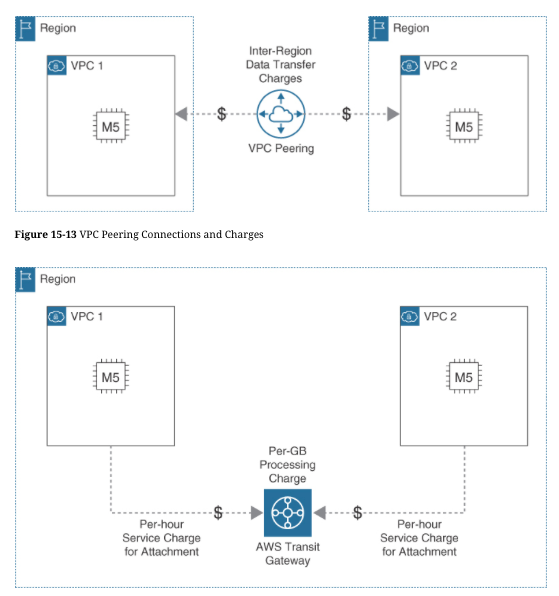 Region
Region
VPC 1
VPC 2
Inter-Region
Data Transfer
Charges
M5
$
$
M5
VPC Peering
Figure 15-13 VPC Peering Connections and Charges
Region
VPC 1
VPC 2
M5
M5
Per-GB
Processing
Charge
$
$
Per-hour
Service Charge
for Attachment
AWS Transit
Gateway
Per-hour
Service Charge
for Attachment